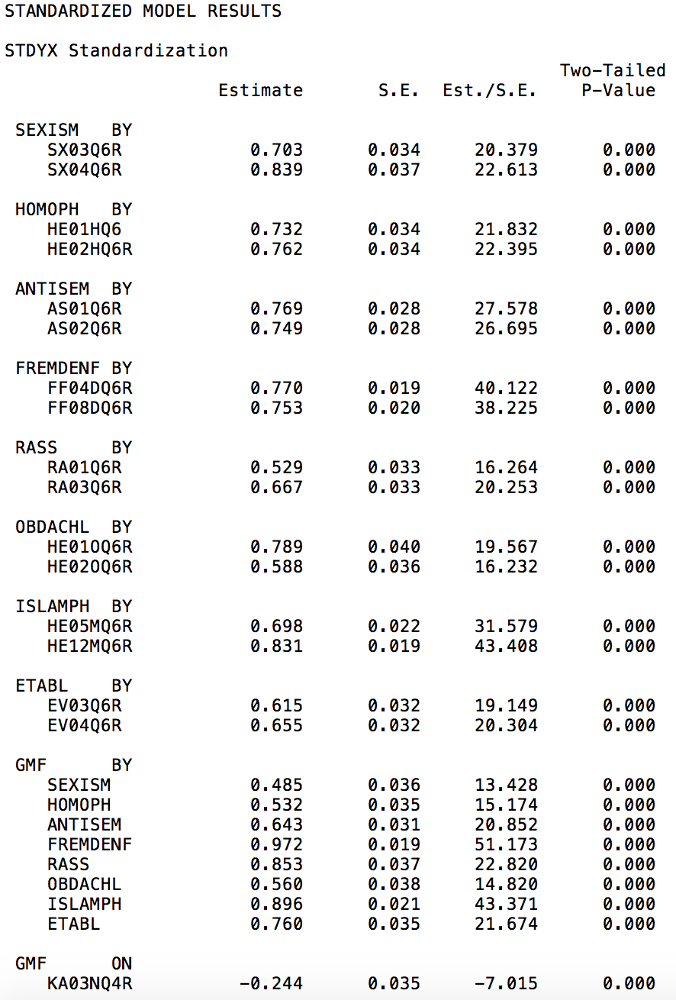 STANDARDIZED MODEL RESULTS
STDYX Standardization
Two-Tailed
Estimate S.E. Est./S.E. P-Value
SEXISM BY
SX03Q6R 0.703 0.034 20.379 0.000
SX04Q6R 0.839 0.037 22.613 0.000
HOMOPH BY
HE01HQ6 0.732 0.034 21.832 0.000
HE02HQ6R 0.762 0.034 22.395 0.000
ANTISEM BY
AS01Q6R 0.769 0.028 27.578 0.000
AS02Q6R 0.749 0.028 26.695 0.000
FREMDENF BY
FF04DQ6R 0.770 0.019 40.122 0.000
FF08DQ6R 0.753 0.020 38.225 0.000
RASS BY
RA01Q6R 0.529 0.033 16.264 0.000
RA03Q6R 0.667 0.033 20.253 0.000
OBDACHL BY
HE01OQ6R 0.789 0.040 19.567 0.000
HE02OQ6R 0.588 0.036 16.232 0.000
ISLAMPH BY
HE05MQ6R 0.698 0.022 31.579 0.000
HE12MQ6R 0.831 0.019 43.408 0.000
ETABL BY
EV03Q6R 0.615 0.032 19.149 0.000
EV04Q6R 0.655 0.032 20.304 0.000
GMF BY
SEXISM 0.485 0.036 13.428 0.000
HOMOPH 0.532 0.035 15.174 0.000
ANTISEM 0.643 0.031 20.852 0.000
FREMDENF 0.972 0.019 51.173 0.000
RASS 0.853 0.037 22.820 0.000
OBDACHL 0.560 0.038 14.820 0.000
ISLAMPH 0.896 0.021 43.371 0.000
ETABL 0.760 0.035 21.674 0.000
GMF ON
KA03NQ4R -0.244 0.035 -7.015 0.000